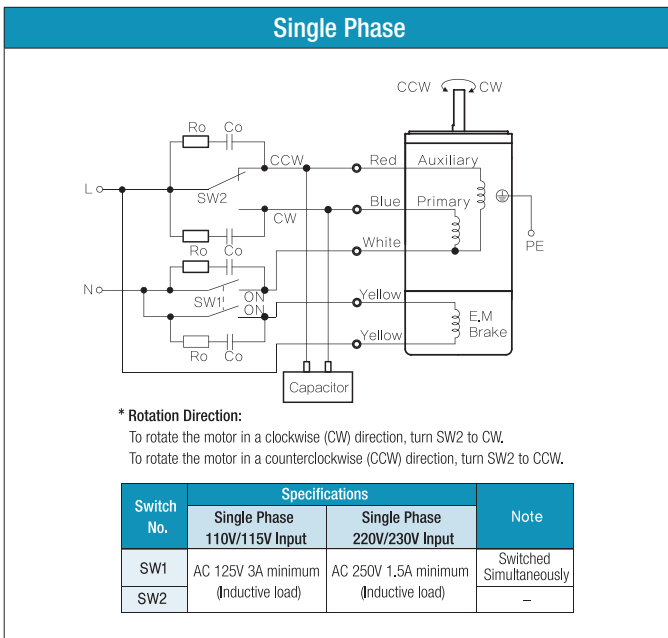 Single Phase
CCW CW
Ro Co
CCW Red Auxiliary
L
SW2
Blue Primary
CW
Ro Co
White
PE
Ro Co
N
SW1
ON
ON
Yellow
E.M
Brake
Yellow
Ro Co
Capacitor
* Rotation Direction:
To rotate the motor in a clockwise (CW) direction, turn SW2 to CW.
To rotate the motor in a counterclockwise (CCW) direction, turn SW2 to CCW.
Switch No.
Specifications
Note
Single Phase
110V/115V Input
Single Phase
220V/230V Input
SW1
AC 125V 3A minimum
(Inductive load)
AC 250V 1.5A minimum
(Inductive load)
Switched
Simultaneously
SW2
–